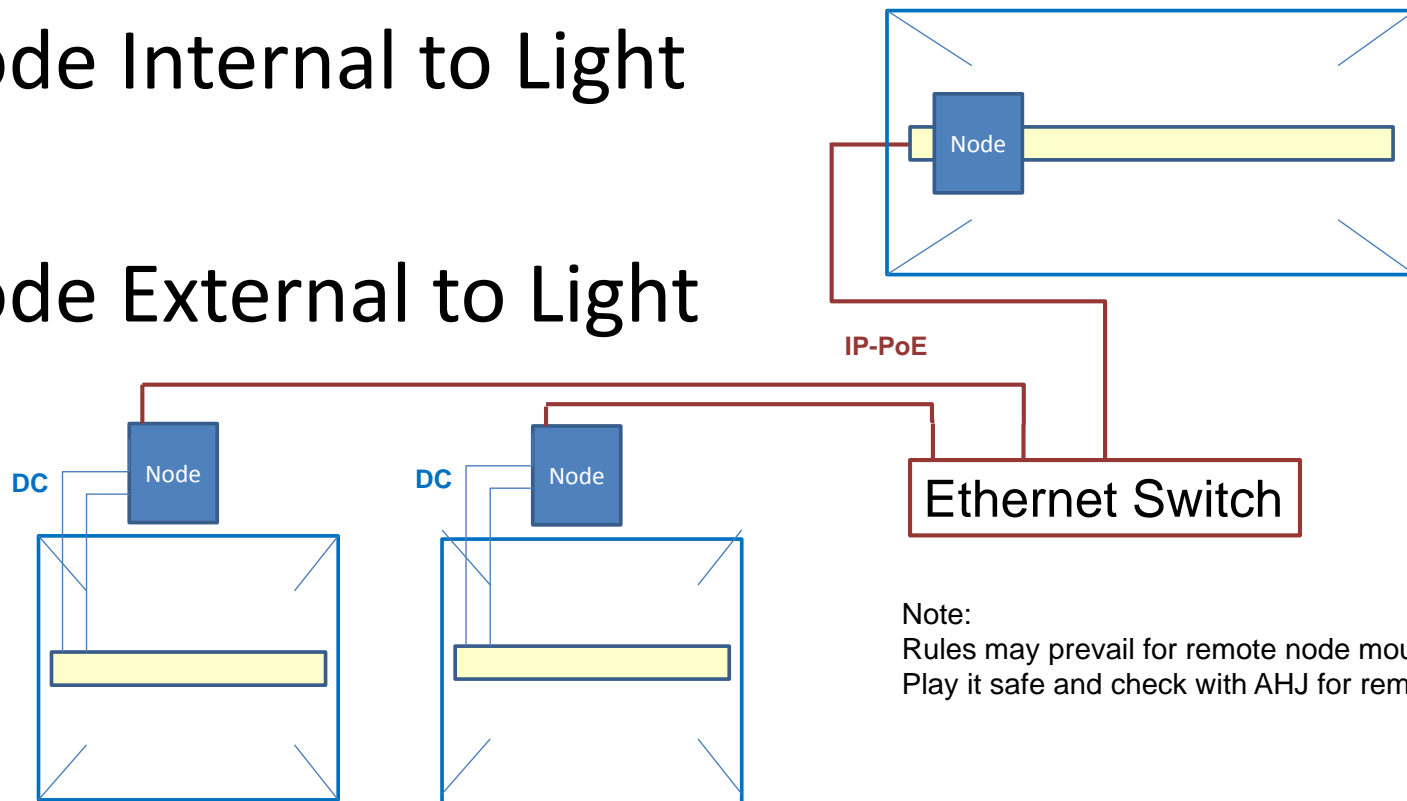 ode Internal to Light
Node
ode External to Light
IP-PoE
DC
Node
DC
Node
Ethernet Switch
Note:
Rules may prevail for remote node mou
Play it safe and check with AHJ for rem